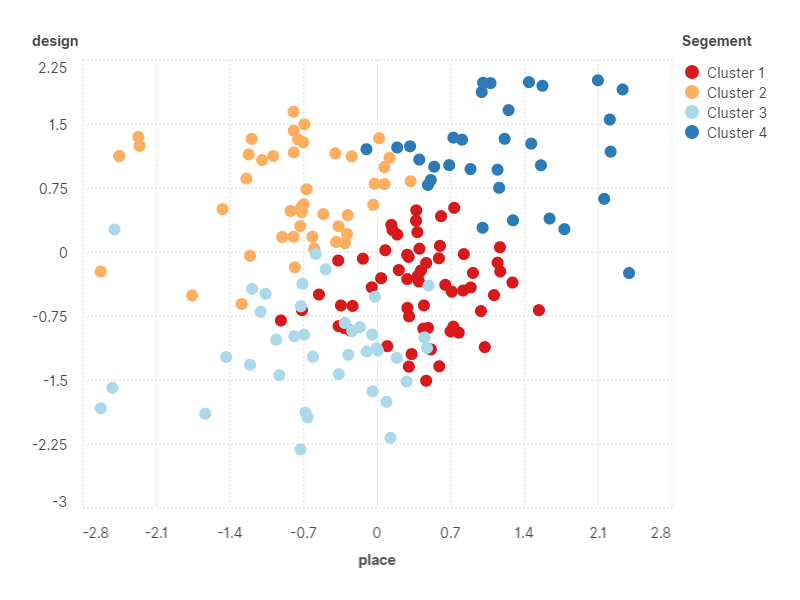 design
Segement
Cluster 1
Cluster 2
Cluster 3
Cluster 4
2.25
1.5
0.75
0
-0.75
-1.5
-2.25
-3
-2.8 -2.1 -1.4 -0.7 0 0.7 1.4 2.1 2.8
place